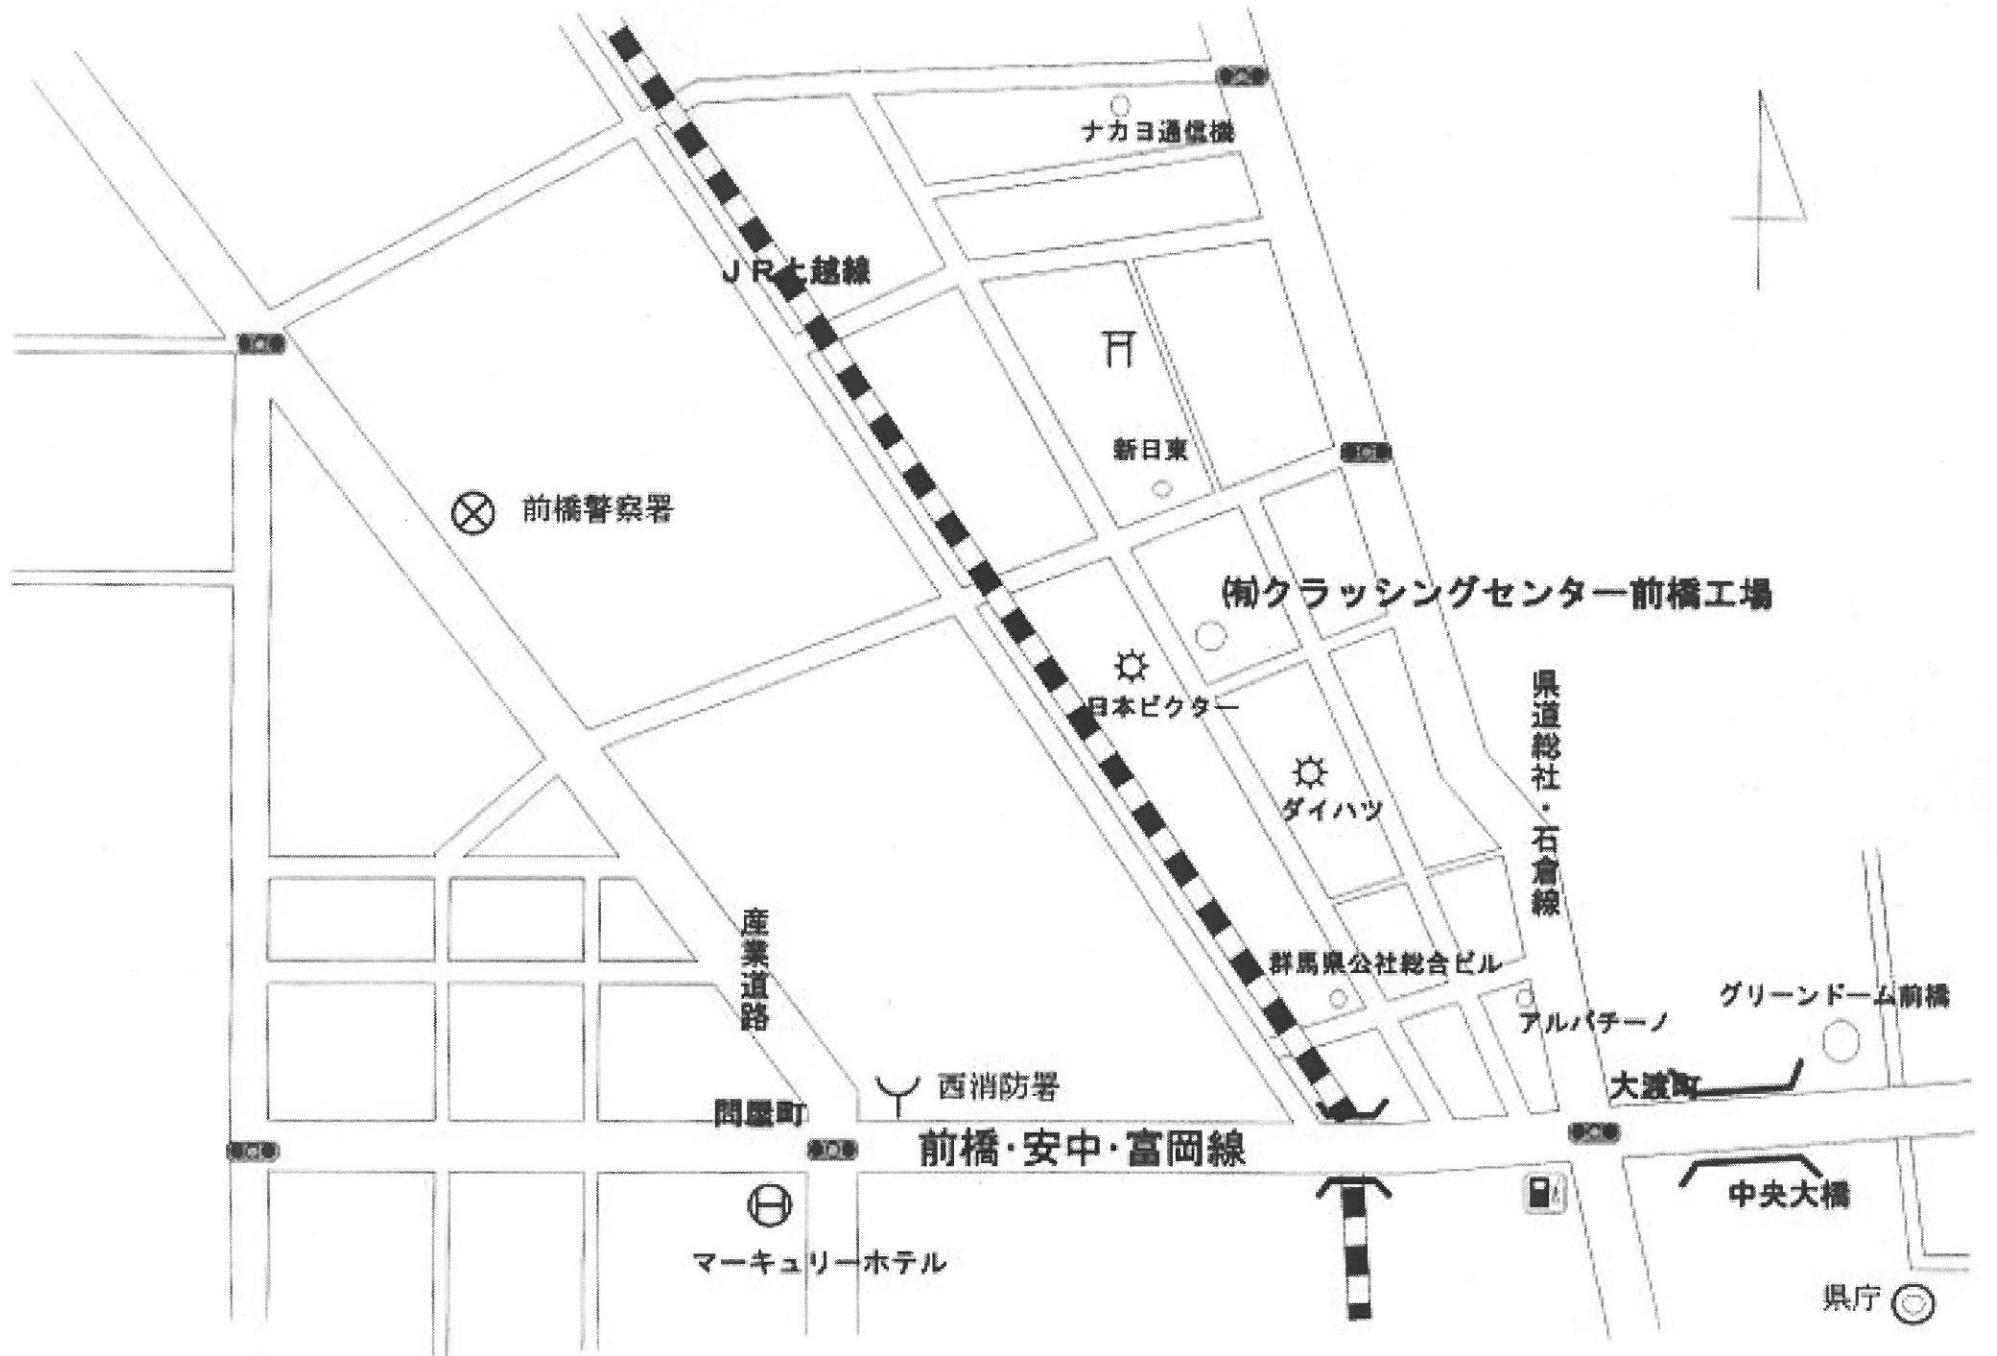 ナカヨ通信機
ＪＲ上越線
新日東
前橋警察署
㈲クラッシングセンター前橋工場
日本ビクター
県道総社・石倉線
ダイハツ
産業道路
群馬県公社総合ビル
グリーンドーム前橋
アルパチーノ
西消防署
大渡町
問屋町
前橋・安中・富岡線
中央大橋
マーキュリーホテル
県庁